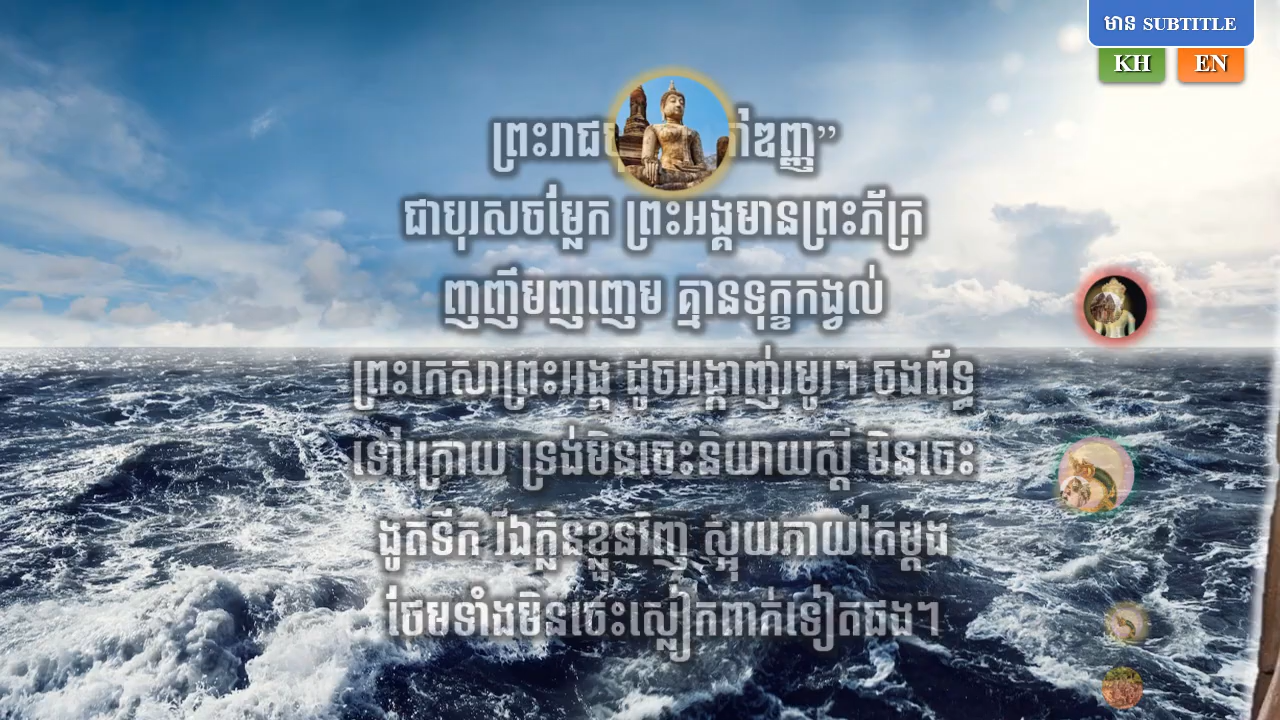 មាន SUBTITLE
KH EN
ព្រះរាជ
ជាបុរសចម្លែក ព្រះអង្គមានព្រះភ័ក្រ
ញញឹមញញេម គ្មានទុក្ខកង្វល់
ព្រះកេសាព្រះអង្គ ដូចអង្គាញ់រមូរៗ ចងព័ទ្ធ
ទៅក្រោយ ទ្រង់មិនចេះនិយាយស្តី មិនចេះ
ងូតទឹក រីឯក្លិនខ្លួនវិញ ស្អុយភាយតែម្តង
ថែមទាំងមិនចេះស្លៀកពាក់ទៀតផង។